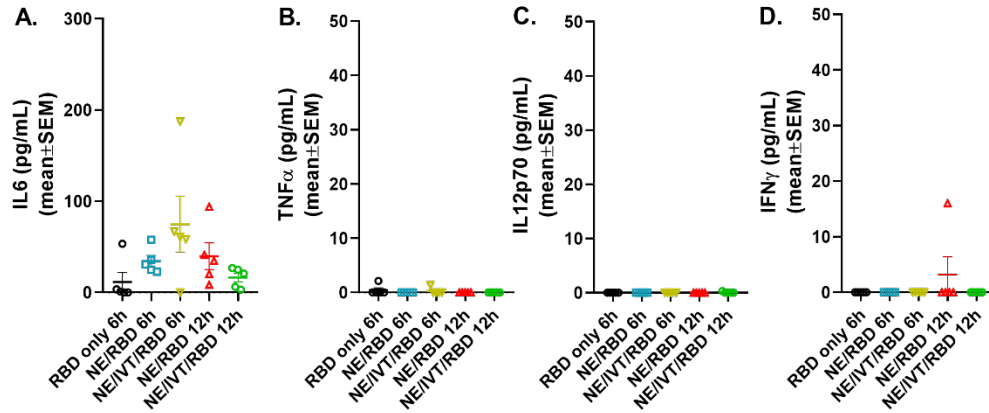 A.
IL6 (pg/mL)
(mean±SEM)
300
200
100
0
RBD only 6h
NE/RBD 6h
NE/IVT/RBD 6h
NE/RBD 12h
NE/IVT/RBD 12h
B.
TNFα (pg/mL)
(mean±SEM)
50
40
30
20
10
0
RBD only 6h
NE/RBD 6h
NE/IVT/RBD 6h
NE/RBD 12h
NE/IVT/RBD 12h
C.
IL12p70 (pg/mL)
(mean±SEM)
50
40
30
20
10
0
RBD only 6h
NE/RBD 6h
NE/IVT/RBD 6h
NE/RBD 12h
NE/IVT/RBD 12h
D.
IFNγ (pg/mL)
(mean±SEM)
50
40
30
20
10
0
RBD only 6h
NE/RBD 6h
NE/IVT/RBD 6h
NE/RBD 12h
NE/IVT/RBD 12h